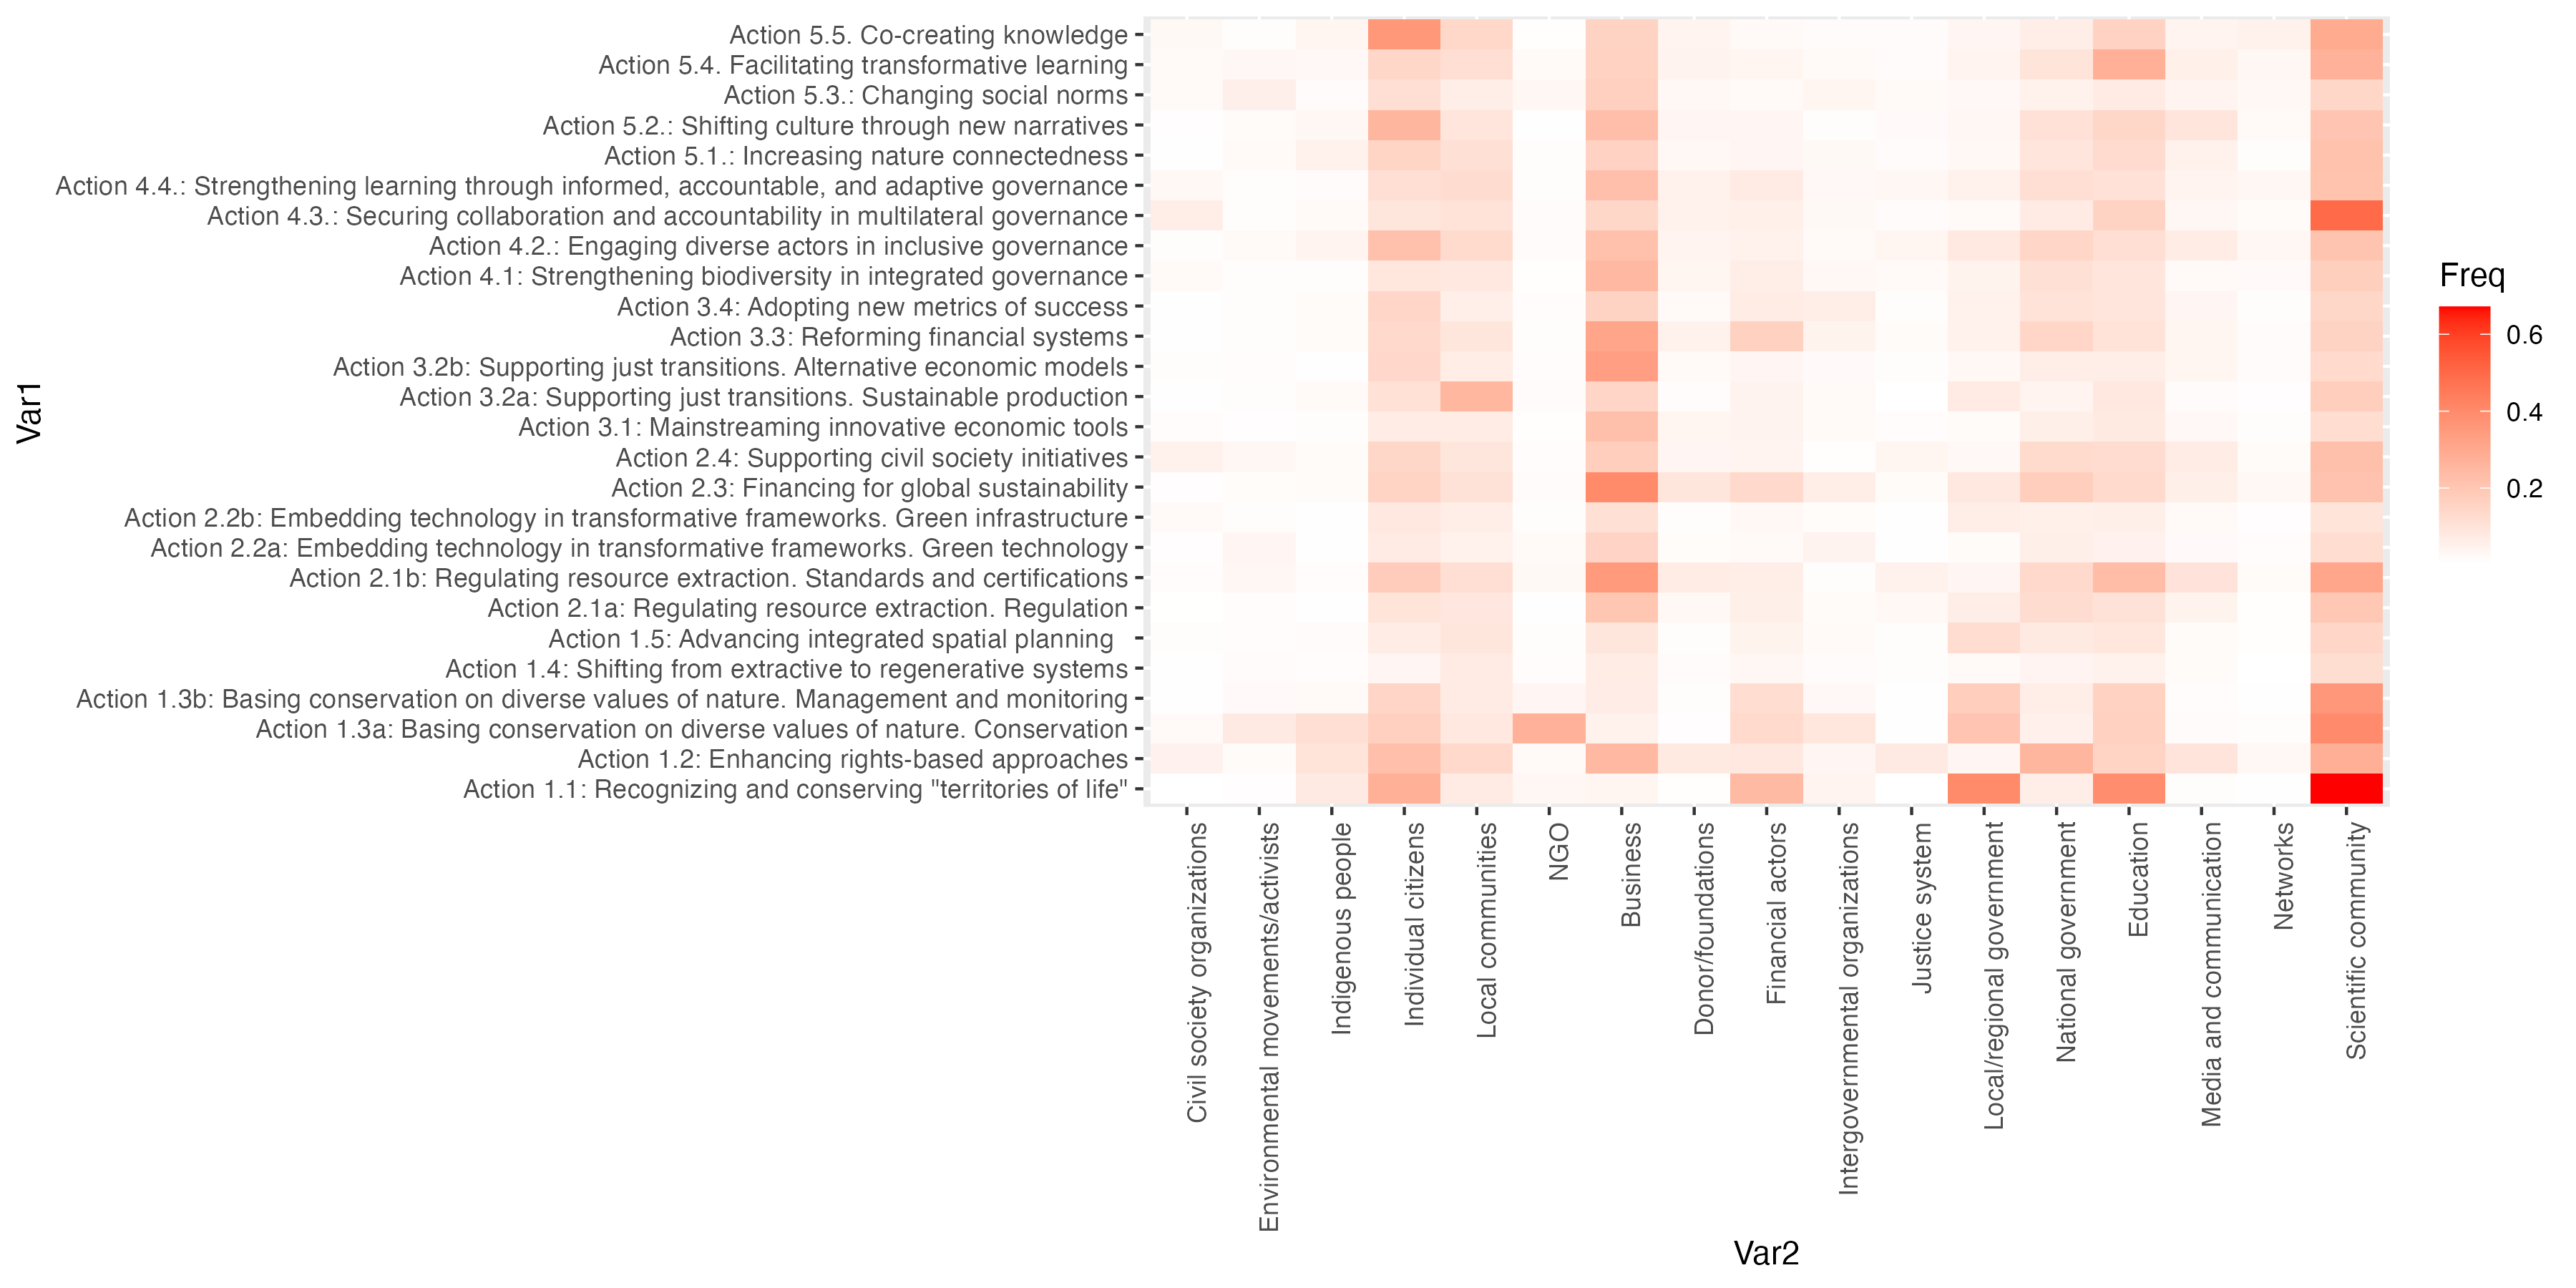 Action 5.5. Co-creating knowledge
Action 5.4. Facilitating transformative learning
Action 5.3.: Changing social norms
Action 5.2.: Shifting culture through new narratives
Action 5.1.: Increasing nature connectedness
Action 4.4.: Strengthening learning through informed, accountable, and adaptive governance
Action 4.3.: Securing collaboration and accountability in multilateral governance
Action 4.2.: Engaging diverse actors in inclusive governance
Action 4.1: Strengthening biodiversity in integrated governance
Action 3.4: Adopting new metrics of success
Action 3.3: Reforming financial systems
Action 3.2b: Supporting just transitions. Alternative economic models
Action 3.2a: Supporting just transitions. Sustainable production
Action 3.1: Mainstreaming innovative economic tools
Action 2.4: Supporting civil society initiatives
Action 2.3: Financing for global sustainability
Action 2.2b: Embedding technology in transformative frameworks. Green infrastructure
Action 2.2a: Embedding technology in transformative frameworks. Green technology
Action 2.1b: Regulating resource extraction. Standards and certifications
Action 2.1a: Regulating resource extraction. Regulation
Action 1.5: Advancing integrated spatial planning
Action 1.4: Shifting from extractive to regenerative systems
Action 1.3b: Basing conservation on diverse values of nature. Management and monitoring
Action 1.3a: Basing conservation on diverse values of nature. Conservation
Action 1.2: Enhancing rights-based approaches
Action 1.1: Recognizing and conserving "territories of life"
Var1
Civil society organizations
Environmental movements/activists
Indigenous people
Individual citizens
Local communities
NGO
Business
Donor/foundations
Financial actors
Intergovernmental organizations
Justice system
Local/regional government
National government
Education
Media and communication
Networks
Scientific community
Var2
Freq
0.6
0.4
0.2